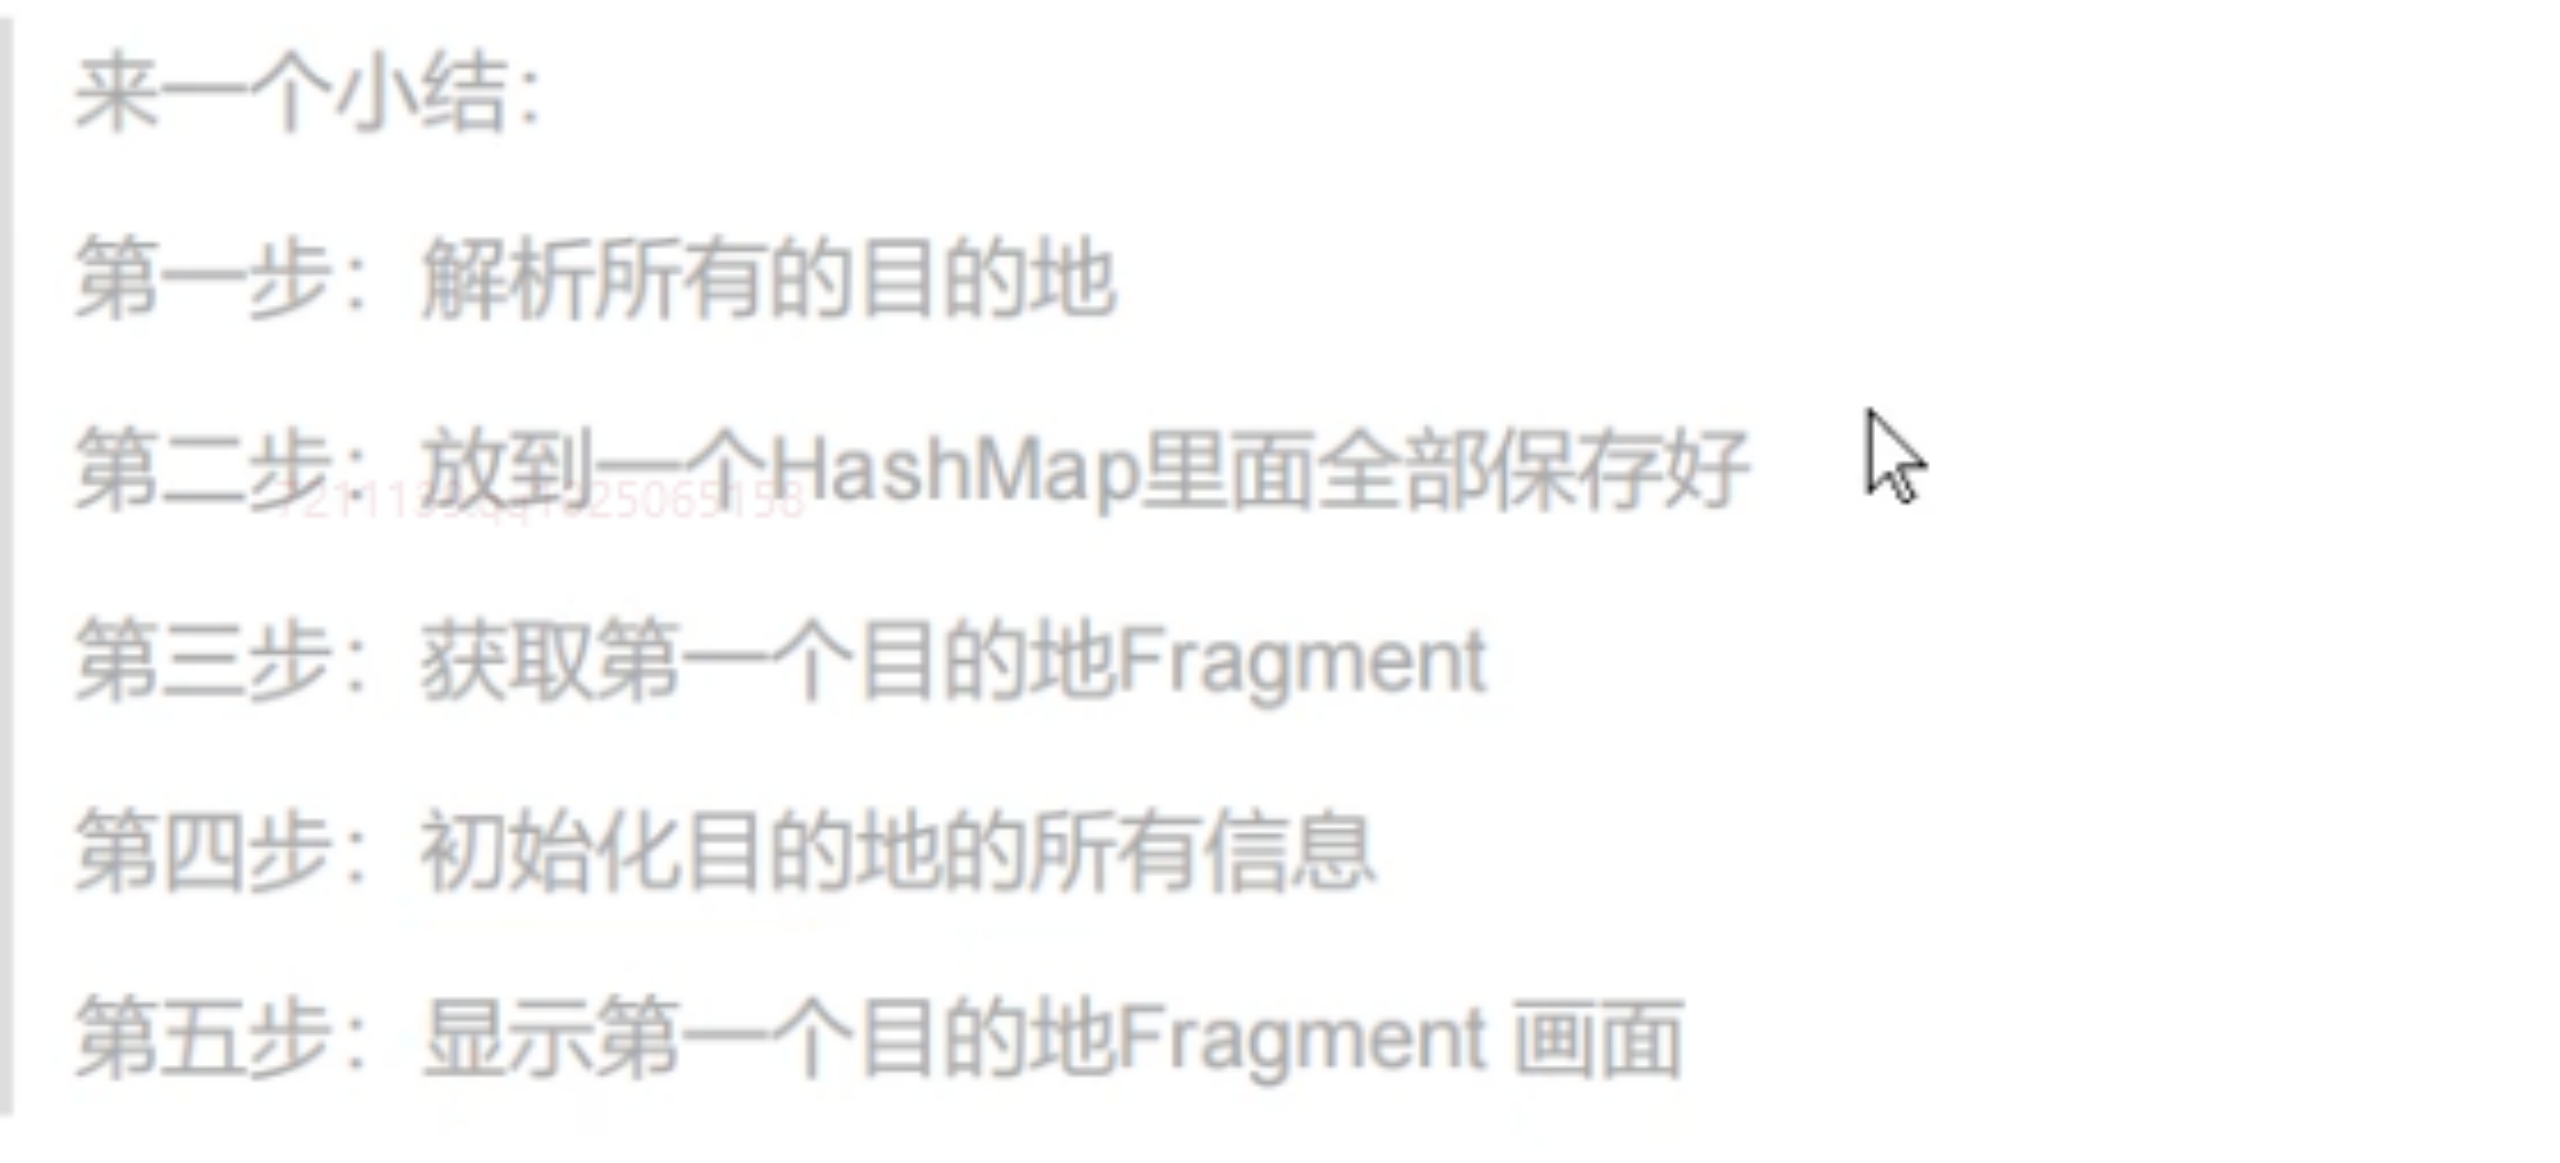 来一个小结：
第一步：解析所有的目的地
第二步：放到一个HashMap里面全部保存好
第三步：获取第一个目的地Fragment
第四步：初始化目的地的所有信息
第五步：显示第一个目的地Fragment 画面